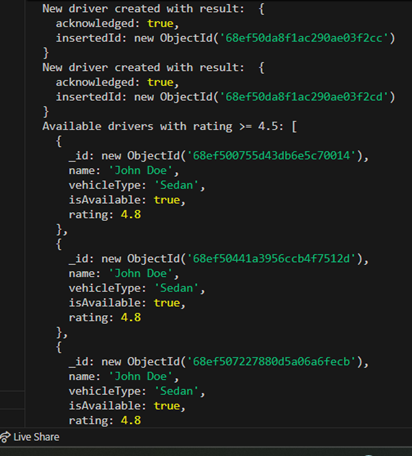 New driver created with result:  {
  acknowledged: true,
  insertedId: new ObjectId('68ef50da8f1ac290ae03f2cc')
}
New driver created with result:  {
  acknowledged: true,
  insertedId: new ObjectId('68ef50da8f1ac290ae03f2cd')
}
Available drivers with rating >= 4.5: [
  {
    _id: new ObjectId('68ef500755d43db6e5c70014'),
    name: 'John Doe',
    vehicleType: 'Sedan',
    isAvailable: true,
    rating: 4.8
  },
  {
    _id: new ObjectId('68ef50441a3956ccb4f7512d'),
    name: 'John Doe',
    vehicleType: 'Sedan',
    isAvailable: true,
    rating: 4.8
  },
  {
    _id: new ObjectId('68ef507227880d5a06a6fecb'),
    name: 'John Doe',
    vehicleType: 'Sedan',
    isAvailable: true,
    rating: 4.8
Live Share